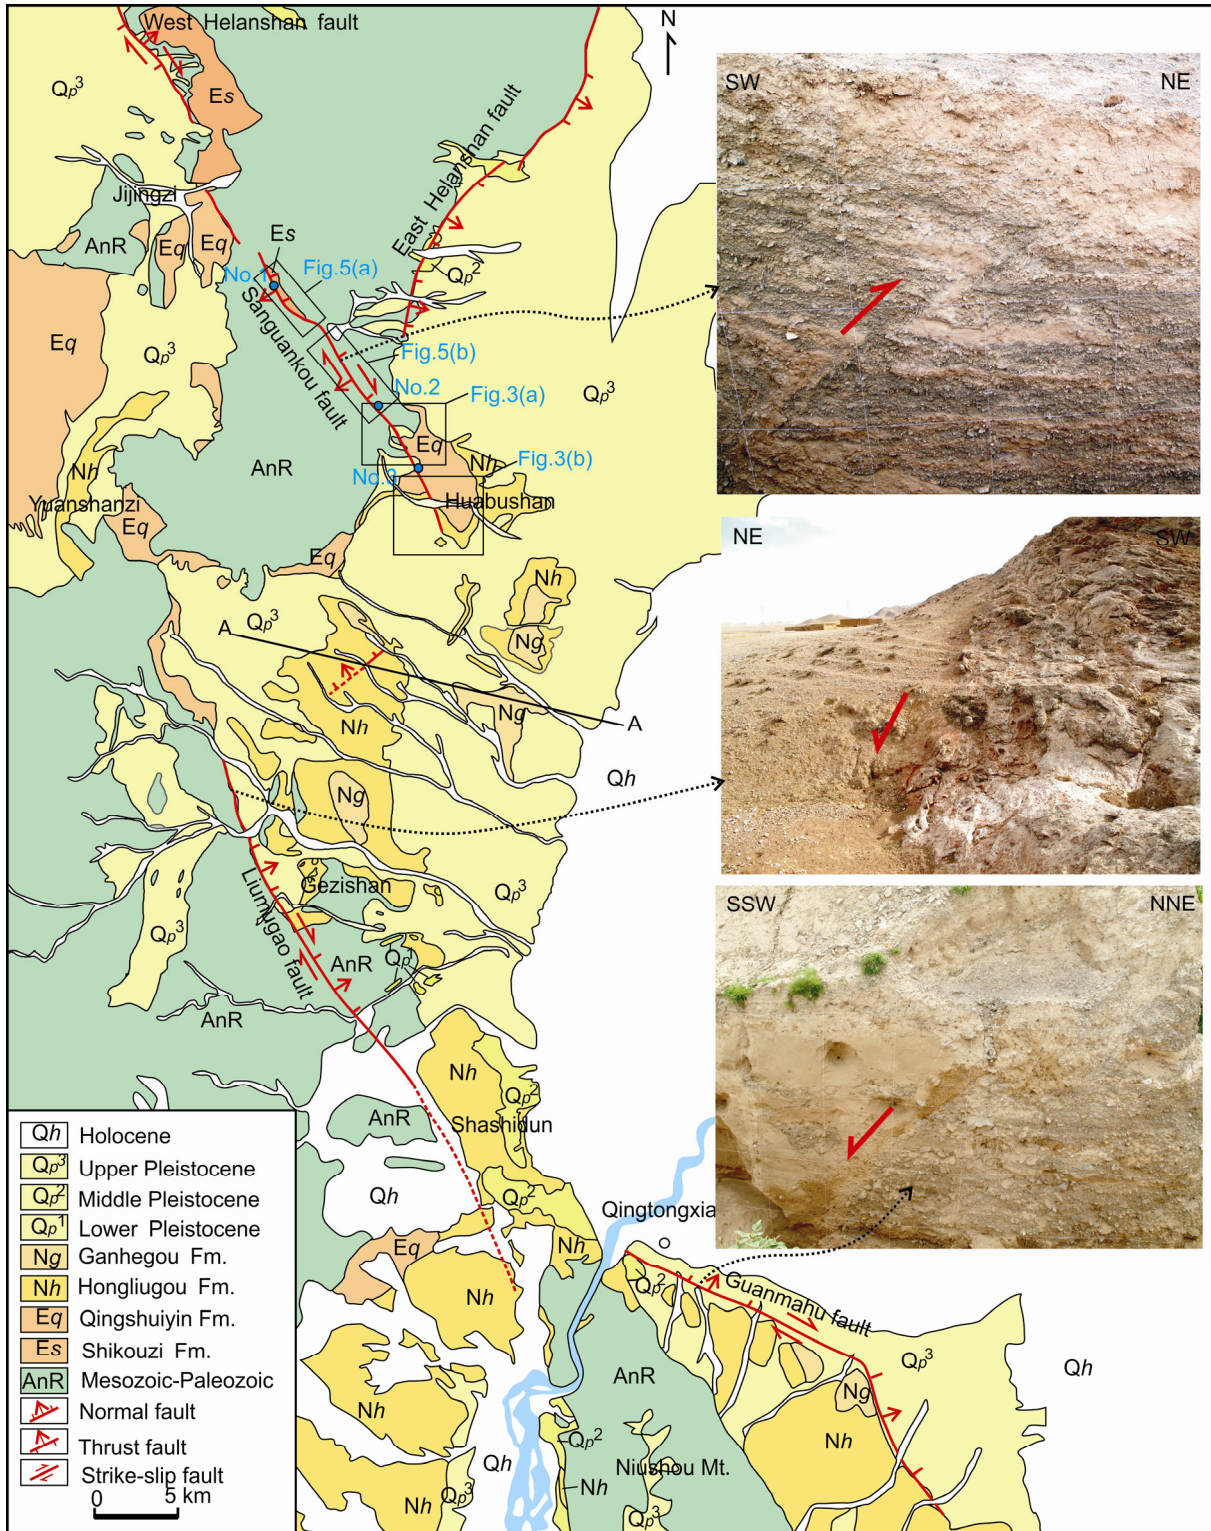 West Helanshan fault
N
Qp3
Es
SW
NE
East Helanshan fault
Jijingzi
AnR
Eq
Eq
Es
Qp2
No.1
Fig.5(a)
Sanguankou fault
Eq
Qp3
Fig.5(b)
No.2
Fig.3(a)
Qp3
Eq
Nh
AnR
Nh
No.3
Fig.3(b)
Yuanshanzi
Huabushan
Eq
NE
SW
Eq
Nh
Qp3
A
Ng
Ng
Nh
A
Qh
Ng
Gezishan
Qp3
SSW
NNE
Liumugao fault
Qp3
Qp1
AnR
AnR
Nh
Qp2
AnR
Shashidun
Qh
Qp2
Qingtongxia
Eq
Nh
Qp2
Guanmahu fault
Nh
Qp3
Qh
AnR
Ng
Nh
Qp2
Nh
Qh
Niushou Mt.
Nh
Qp3
Nh
Qp3
Qh Holocene
Qp3 Upper Pleistocene
Qp2 Middle Pleistocene
Qp1 Lower Pleistocene
Ng Ganhegou Fm.
Nh Hongliugou Fm.
Eq Qingshuiyin Fm.
Es Shikouzi Fm.
AnR Mesozoic-Paleozoic
Normal fault
Thrust fault
Strike-slip fault
0 5 km